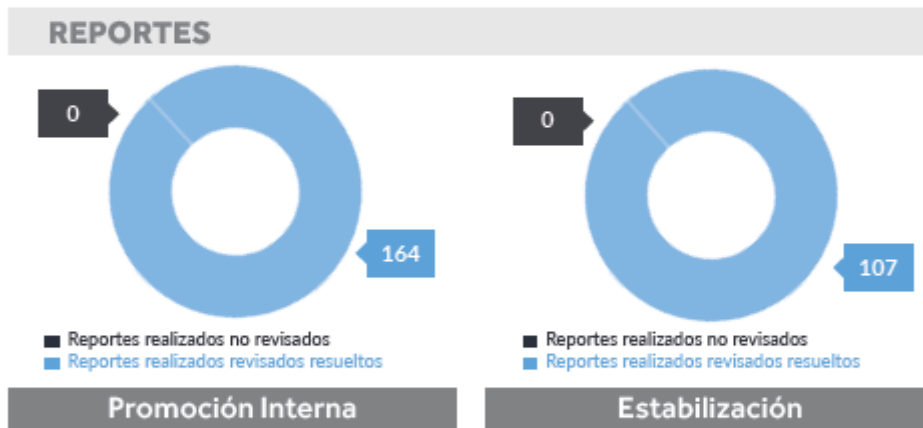 REPORTES
0
164
Reportes realizados no revisados
Reportes realizados revisados resueltos
Promoción Interna
0
107
Reportes realizados no revisados
Reportes realizados revisados resueltos
Estabilización